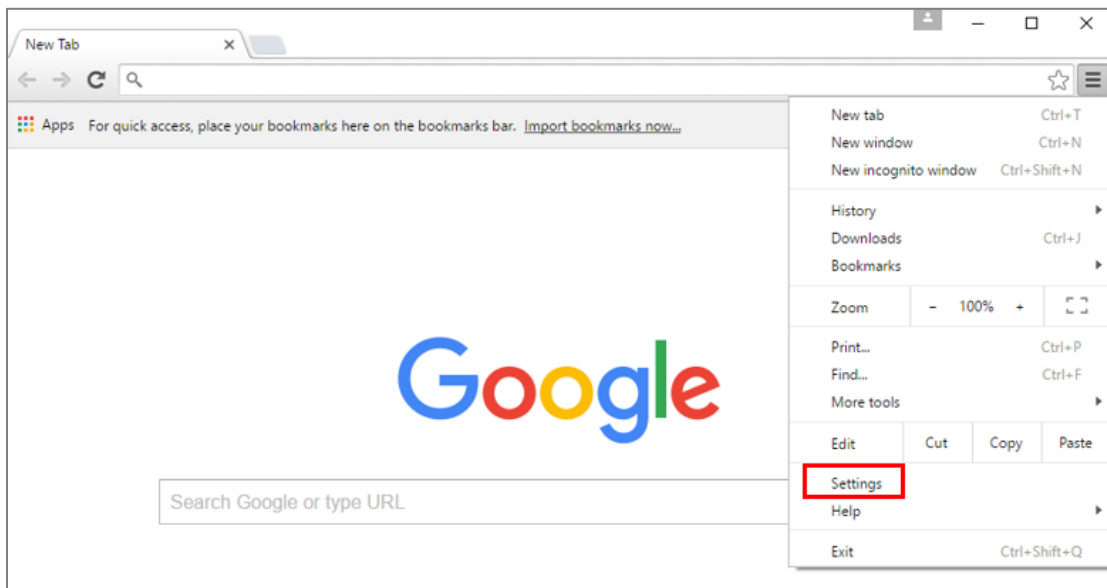 New Tab
Apps For quick access, place your bookmarks here on the bookmarks bar. Import bookmarks now...
New tab Ctrl+T
New window Ctrl+N
New incognito window Ctrl+Shift+N
History
Downloads Ctrl+J
Bookmarks
Zoom - 100% +
Print... Ctrl+P
Find... Ctrl+F
More tools
Edit Cut Copy Paste
Settings
Help
Exit Ctrl+Shift+Q
Google
Search Google or type URL